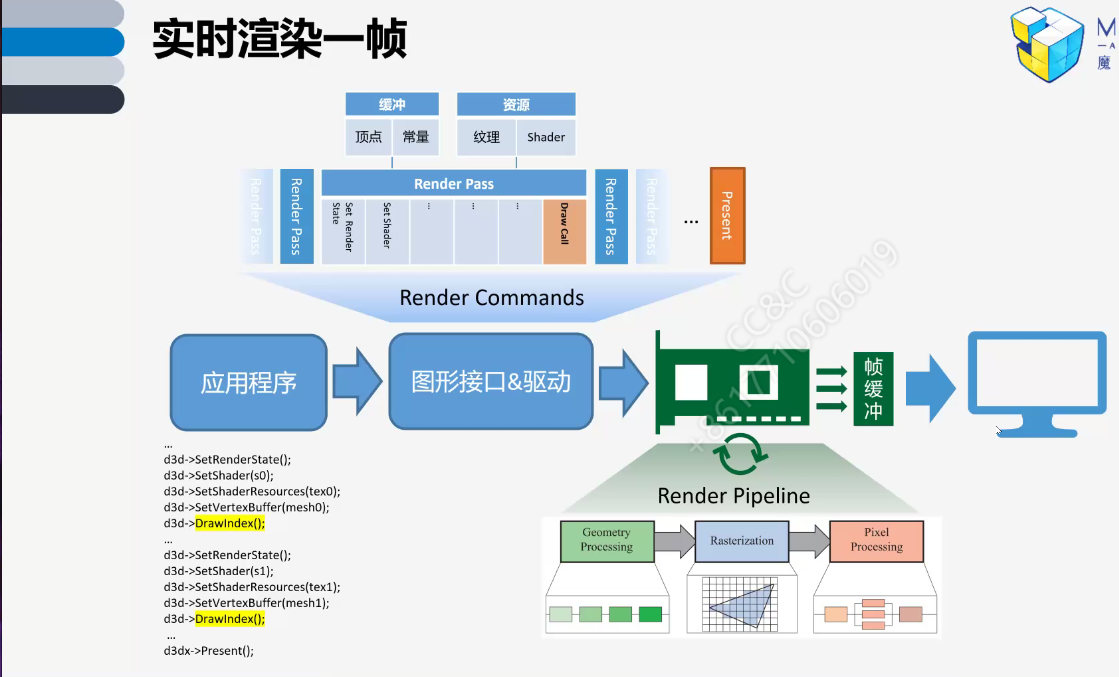 实时渲染一帧
M
一A
魔
缓冲
资源
顶点
常量
纹理
Shader
Render Pass
Render Pass
Render Pass
Set Render
State
Set Shader
...
...
...
Draw Call
Render Pass
Render Pass
...
Present
Render Commands
CC&C
+8617710606019
应用程序
图形接口&驱动
帧
缓
冲
...
d3d->SetRenderState();
d3d->SetShader(s0);
d3d->SetShaderResources(tex0);
d3d->SetVertexBuffer(mesh0);
d3d->DrawIndex();
...
d3d->SetRenderState();
d3d->SetShader(s1);
d3d->SetShaderResources(tex1);
d3d->SetVertexBuffer(mesh1);
d3d->DrawIndex();
...
d3dx->Present();
Render Pipeline
Geometry
Processing
Rasterization
Pixel
Processing